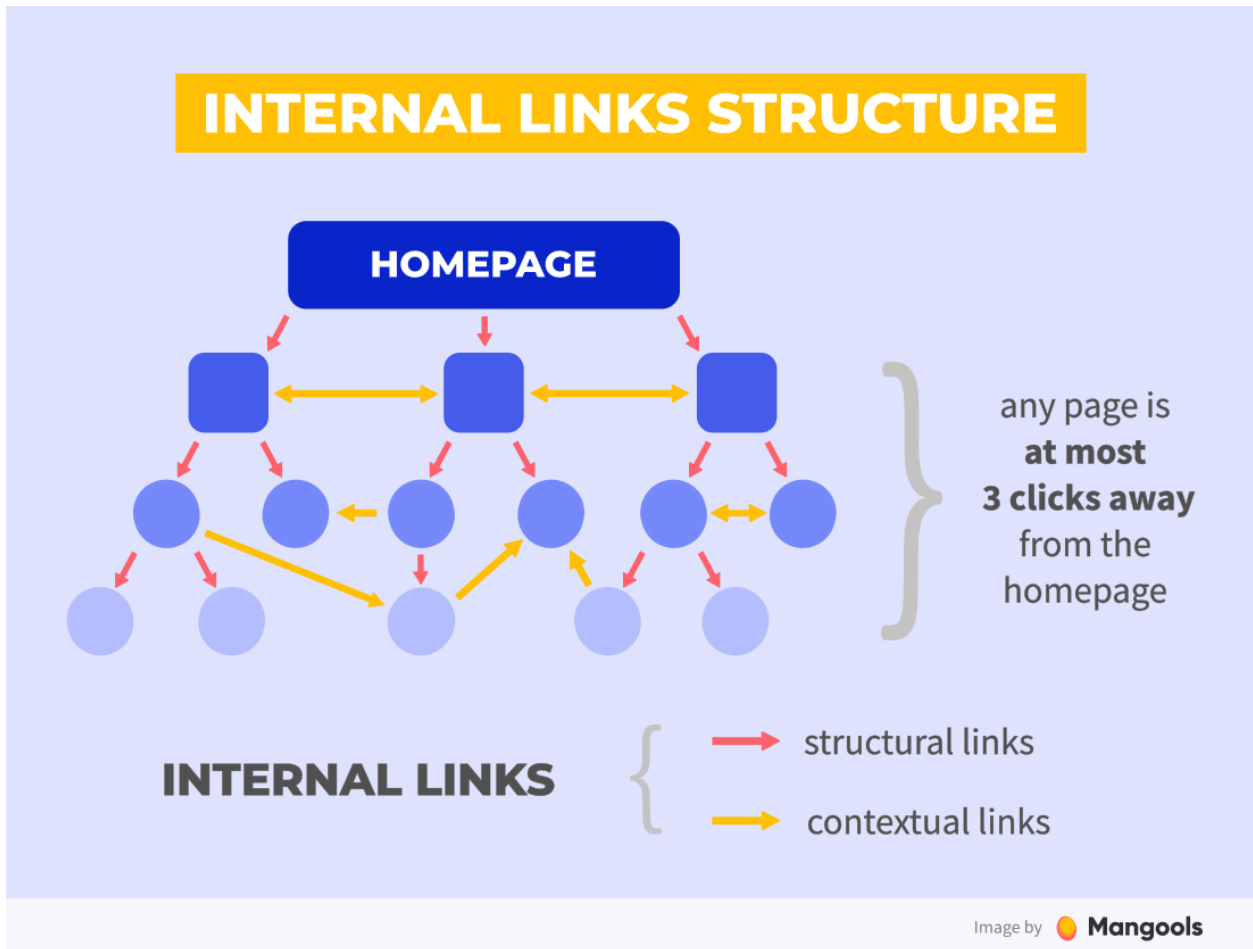 INTERNAL LINKS STRUCTURE
HOMEPAGE
any page is
at most
3 clicks away
from the
homepage
INTERNAL LINKS
structural links
contextual links
Image by Mangools